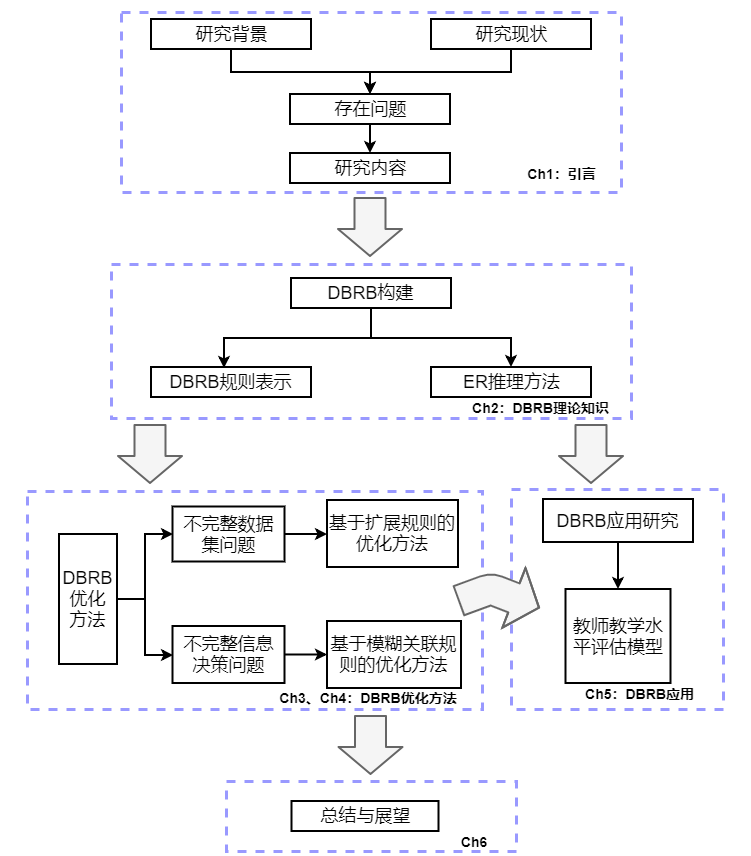 研究背景
研究现状
存在问题
研究内容
Ch1：引言
DBRB构建
DBRB规则表示
ER推理方法
Ch2：DBRB理论知识
DBRB
优化
方法
不完整数据
集问题
基于扩展规则的
优化方法
不完整信息
决策问题
基于模糊关联规
则的优化方法
Ch3、Ch4：DBRB优化方法
DBRB应用研究
教师教学水
平评估模型
Ch5：DBRB应用
总结与展望
Ch6